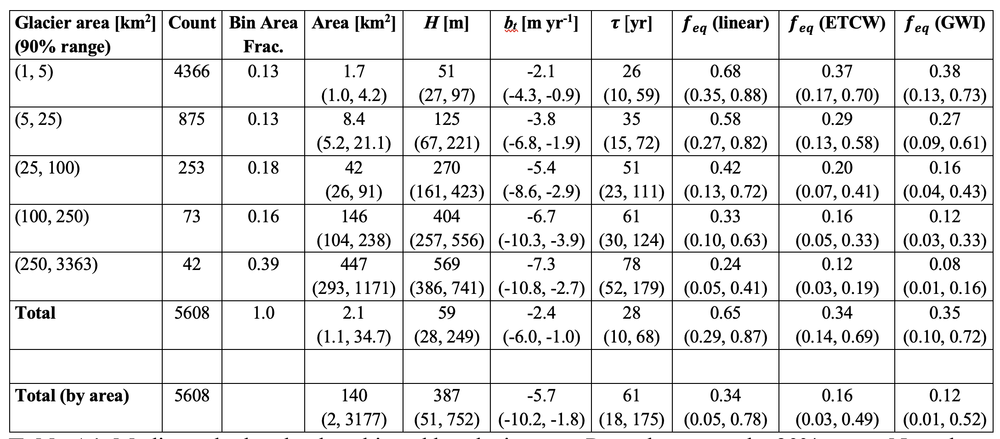 Glacier area [km²] Count Bin Area Area [km²] H [m] bₜ [m yr⁻¹] τ [yr] f_eq (linear) f_eq (ETCW) f_eq (GWI)
(90% range) Frac.
(1, 5) 4366 0.13 1.7 51 -2.1 26 0.68 0.37 0.38
(1.0, 4.2) (27, 97) (-4.3, -0.9) (10, 59) (0.35, 0.88) (0.17, 0.70) (0.13, 0.73)
(5, 25) 875 0.13 8.4 125 -3.8 35 0.58 0.29 0.27
(5.2, 21.1) (67, 221) (-6.8, -1.9) (15, 72) (0.27, 0.82) (0.13, 0.58) (0.09, 0.61)
(25, 100) 253 0.18 42 270 -5.4 51 0.42 0.20 0.16
(26, 91) (161, 423) (-8.6, -2.9) (23, 111) (0.13, 0.72) (0.07, 0.41) (0.04, 0.43)
(100, 250) 73 0.16 146 404 -6.7 61 0.33 0.16 0.12
(104, 238) (257, 556) (-10.3, -3.9) (30, 124) (0.10, 0.63) (0.05, 0.33) (0.03, 0.33)
(250, 3363) 42 0.39 447 569 -7.3 78 0.24 0.12 0.08
(293, 1171) (386, 741) (-10.8, -2.7) (52, 179) (0.05, 0.41) (0.03, 0.19) (0.01, 0.16)
Total 5608 1.0 2.1 59 -2.4 28 0.65 0.34 0.35
(1.1, 34.7) (28, 249) (-6.0, -1.0) (10, 68) (0.29, 0.87) (0.14, 0.69) (0.10, 0.72)
Total (by area) 5608 140 387 -5.7 61 0.34 0.16 0.12
(2, 3177) (51, 752) (-10.2, -1.8) (18, 175) (0.05, 0.78) (0.03, 0.49) (0.01, 0.52)